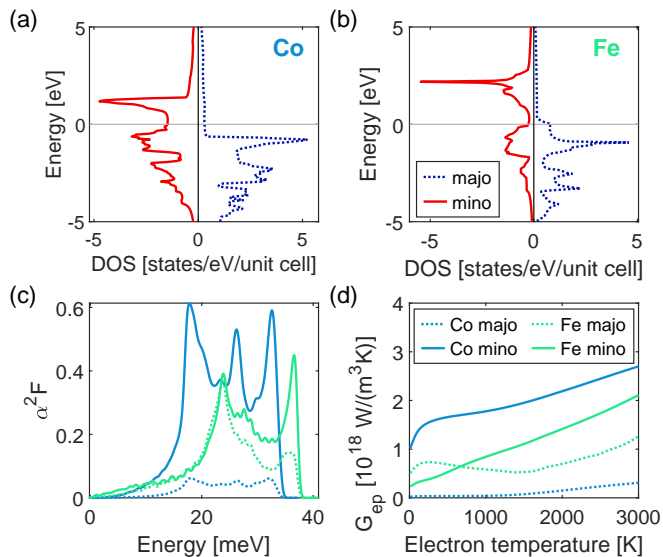 (a)
Co
Energy [eV]
5
0
-5
-5
0
5
DOS [states/eV/unit cell]
(b)
Fe
Energy [eV]
5
0
-5
majo
mino
-5
0
5
DOS [states/eV/unit cell]
(c)
α²F
0.6
0.4
0.2
0
0
20
40
Energy [meV]
(d)
Co majo
Fe majo
Co mino
Fe mino
G_ep [10¹⁸ W/(m³K)]
4
3
2
1
0
0
1000
2000
3000
Electron temperature [K]